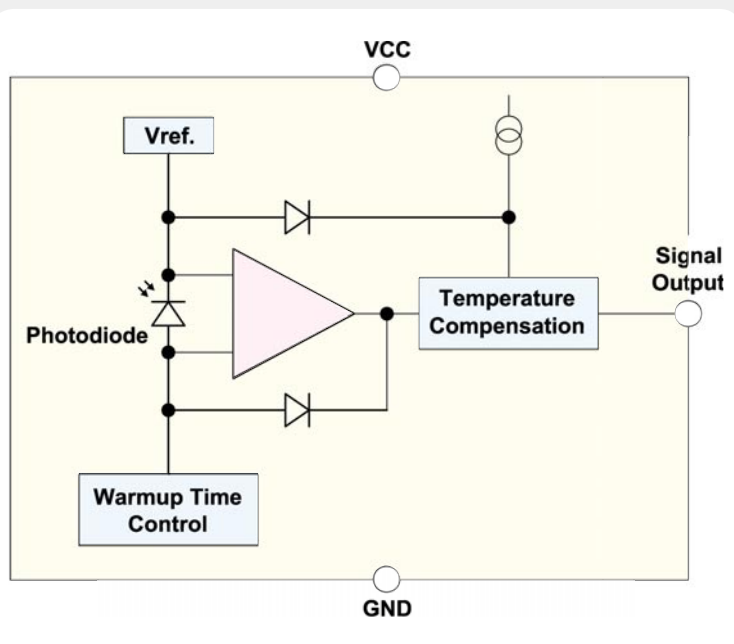 VCC
Vref.
Signal
Output
Temperature
Compensation
Photodiode
Warmup Time
Control
GND